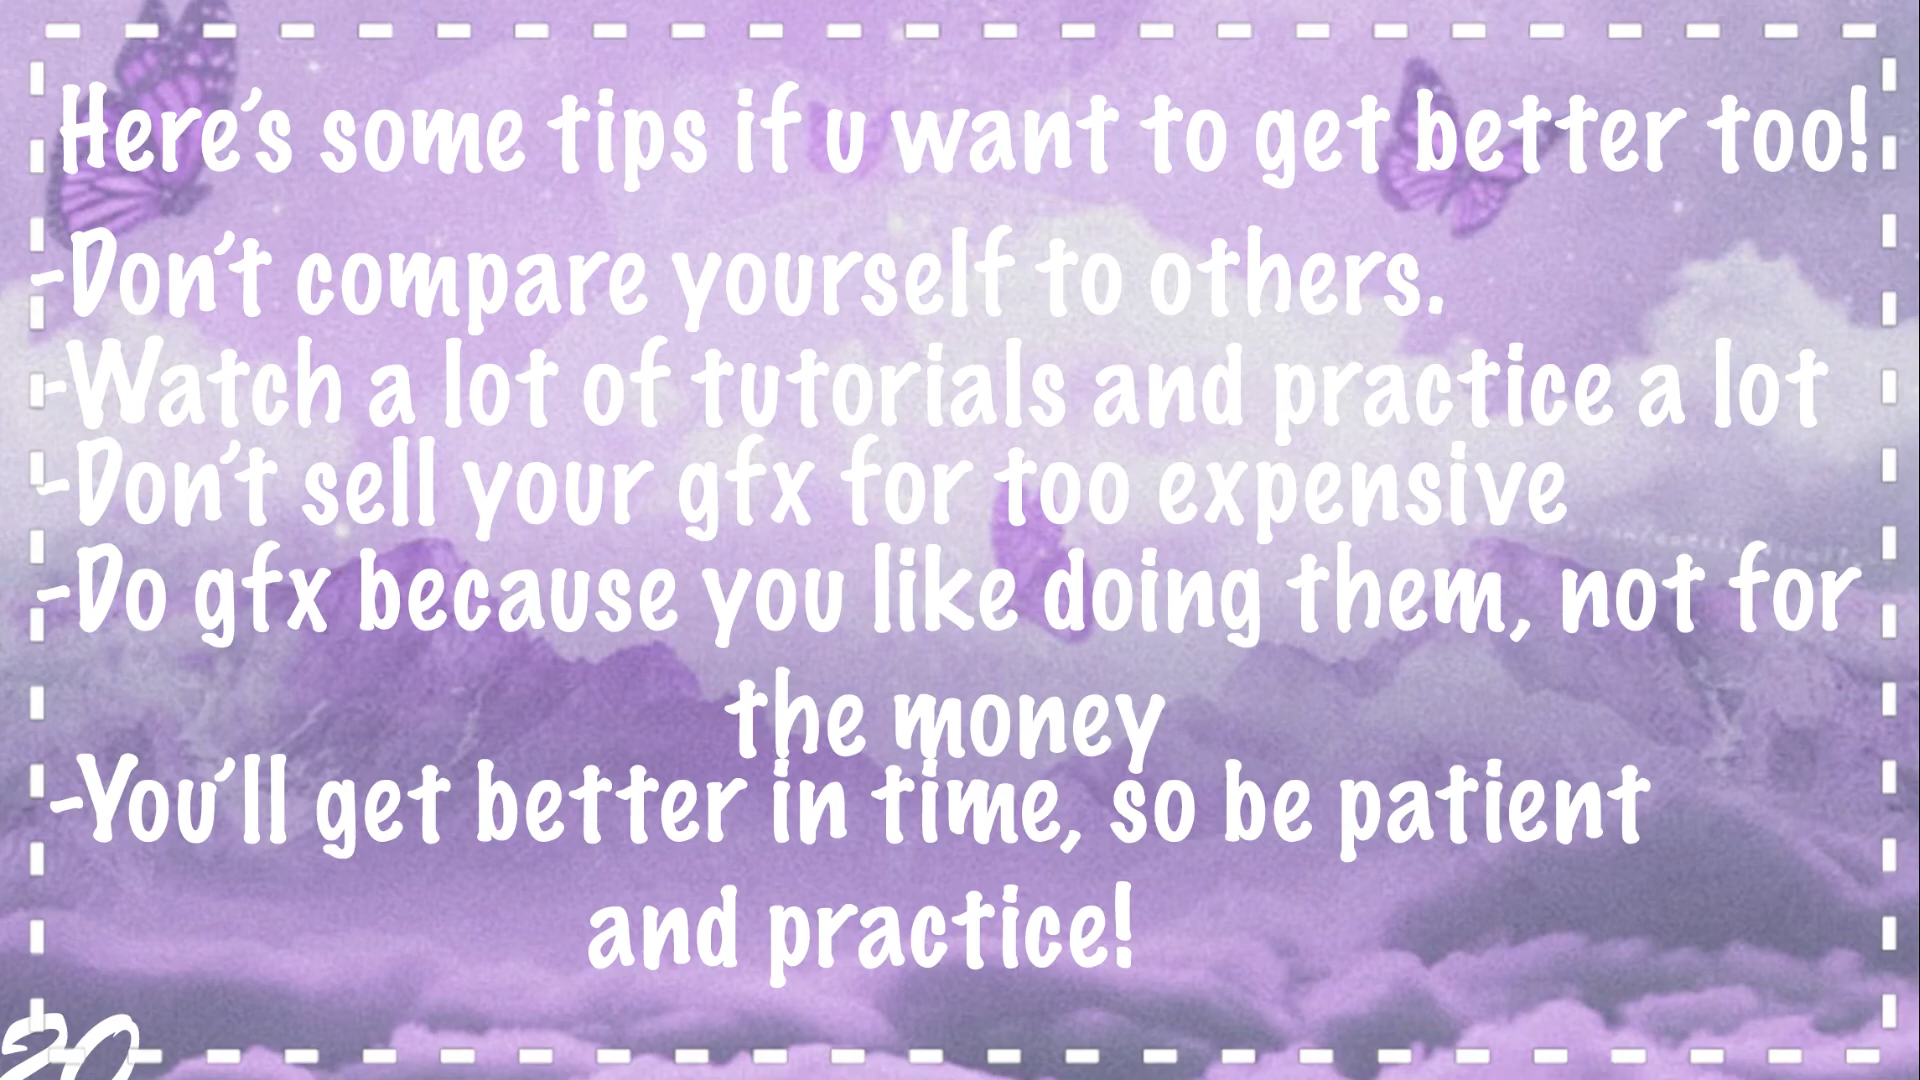 Here's some tips if u want to get better too!
-Don't compare yourself to others.
-Watch a lot of tutorials and practice a lot
-Don't sell your gfx for too expensive
-Do gfx because you like doing them, not for
the money
-You'll get better in time, so be patient
and practice!
20